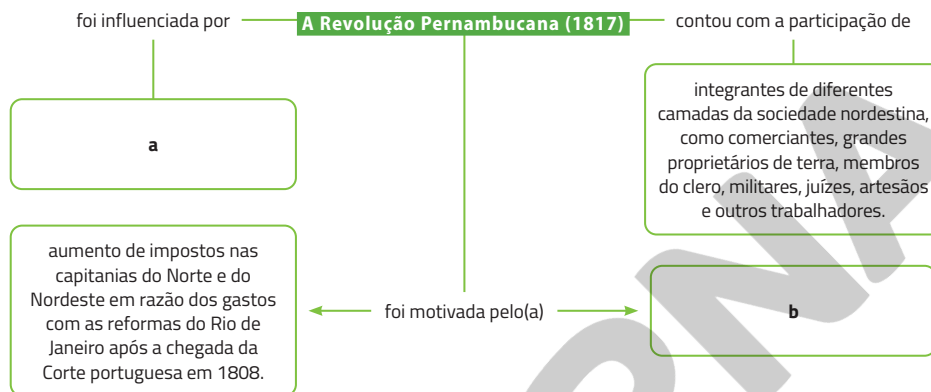 foi influenciada por
A Revolução Pernambucana (1817)
contou com a participação de
a
integrantes de diferentes
camadas da sociedade nordestina,
como comerciantes, grandes
proprietários de terra, membros
do clero, militares, juízes, artesãos
e outros trabalhadores.
aumento de impostos nas
capitanias do Norte e do
Nordeste em razão dos gastos
com as reformas do Rio de
Janeiro após a chegada da
Corte portuguesa em 1808.
foi motivada pelo(a)
b